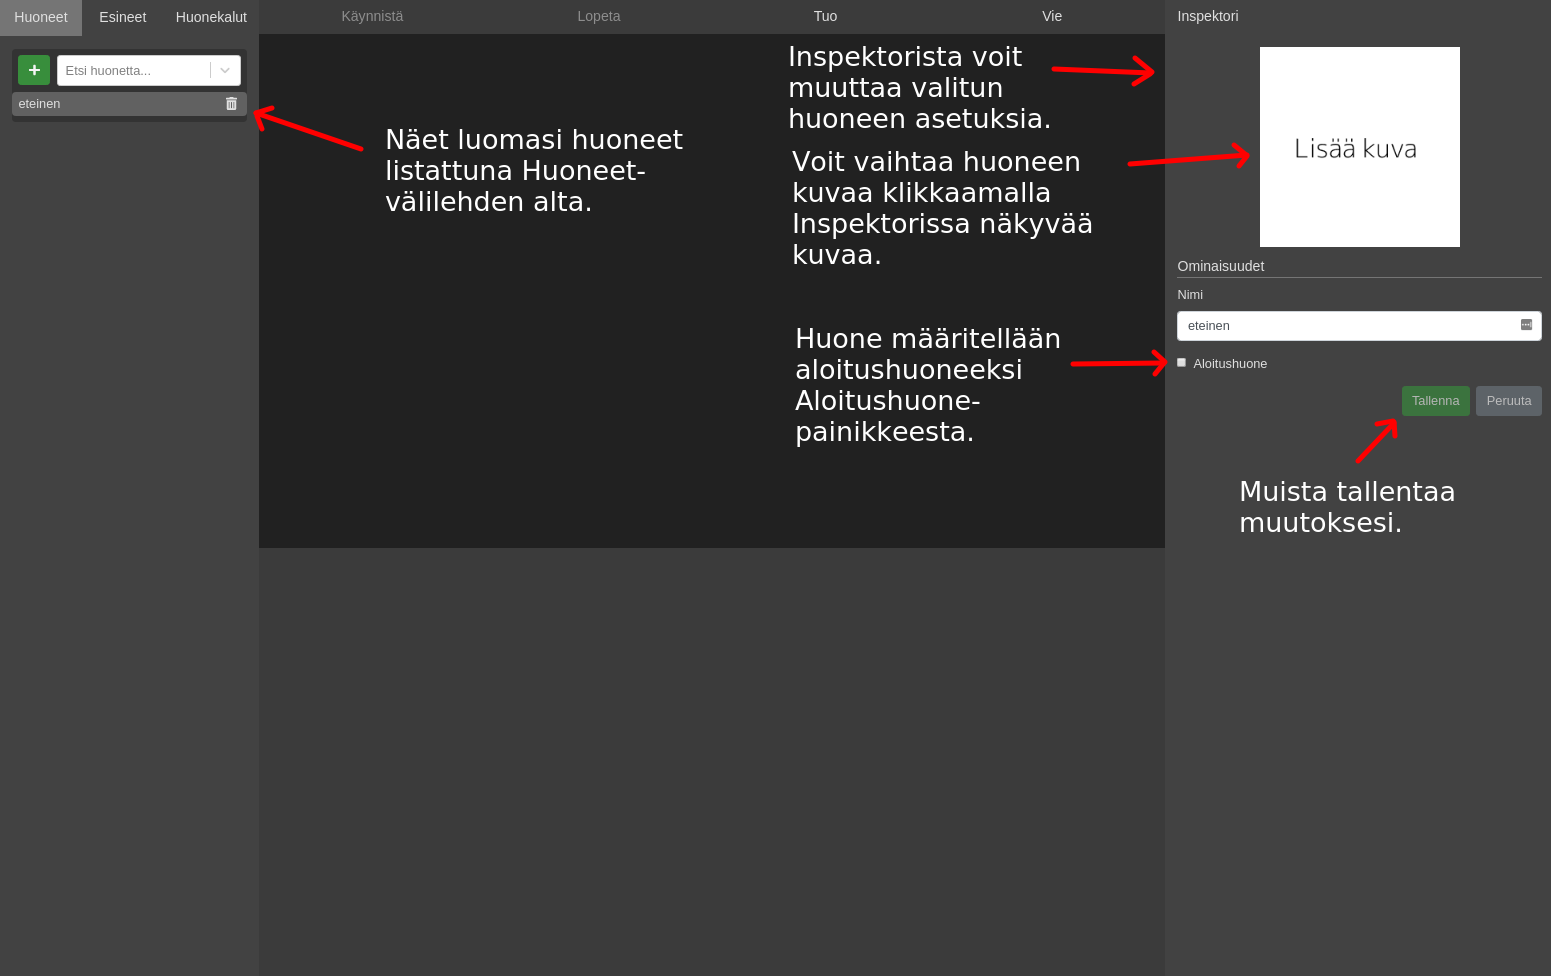 Huoneet
Esineet
Huonekalut
Käynnistä
Lopeta
Tuo
Vie
Inspektori
Etsi huonetta...
eteinen
Näet luomasi huoneet
listattuna Huoneet-
välilehden alta.
Inspektorista voit
muuttaa valitun
huoneen asetuksia.
Voit vaihtaa huoneen
kuvaa klikkaamalla
Inspektorissa näkyvää
kuvaa.
Huone määritellään
aloitushuoneeksi
Aloitushuone-
painikkeesta.
Lisää kuva
Ominaisuudet
Nimi
eteinen
Aloitushuone
Tallenna
Peruuta
Muista tallentaa
muutoksesi.